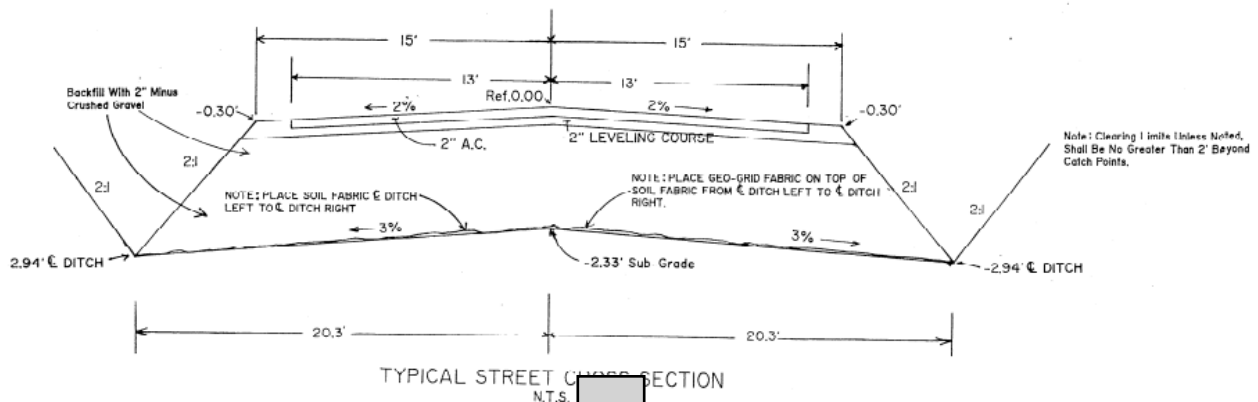 15'
15'
13'
13'
Backfill With 2" Minus
Crushed Gravel
Ref.0.00
-0.30'
2%
2%
-0.30'
2" A.C.
2" LEVELING COURSE
Note: Clearing Limits Unless Noted,
Shall Be No Greater Than 2' Beyond
Catch Points.
2:1
2:1
NOTE: PLACE SOIL FABRIC ℄ DITCH
LEFT TO ℄ DITCH RIGHT
NOTE: PLACE GEO-GRID FABRIC ON TOP OF
SOIL FABRIC FROM ℄ DITCH LEFT TO ℄ DITCH
RIGHT.
2:1
2:1
3%
3%
2.94' ℄ DITCH
-2.33' Sub Grade
-2.94' ℄ DITCH
20.3'
20.3'
TYPICAL STREET SECTION
N.T.S.